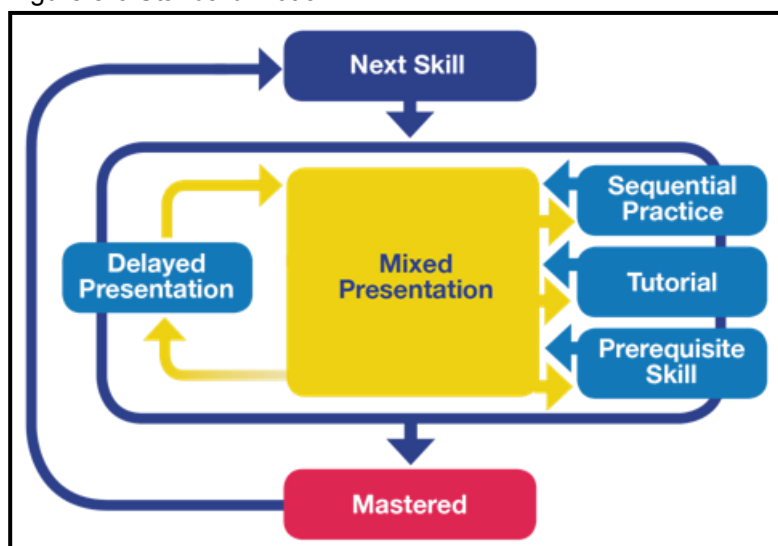 Next Skill
Sequential
Practice
Delayed
Presentation
Mixed
Presentation
Tutorial
Prerequisite
Skill
Mastered